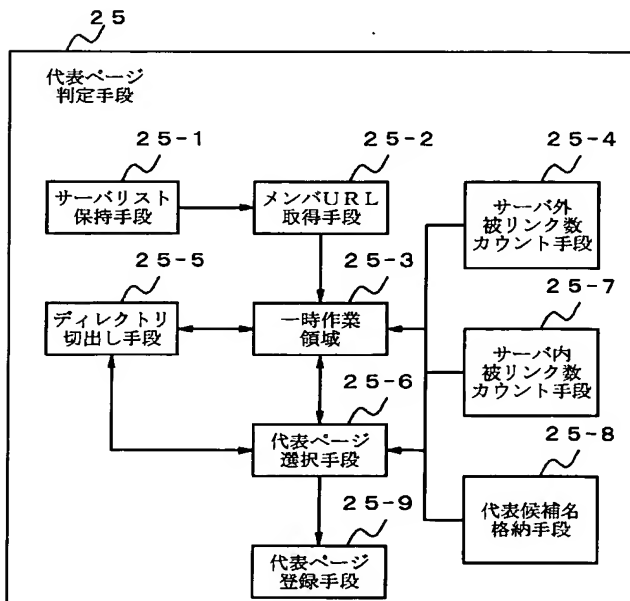 25
代表ページ
判定手段
25-1
サーバリスト
保持手段
25-2
メンバURL
取得手段
25-4
サーバ外
被リンク数
カウント手段
25-5
ディレクトリ
切出し手段
25-3
一時作業
領域
25-7
サーバ内
被リンク数
カウント手段
25-6
代表ページ
選択手段
25-8
代表候補名
格納手段
25-9
代表ページ
登録手段